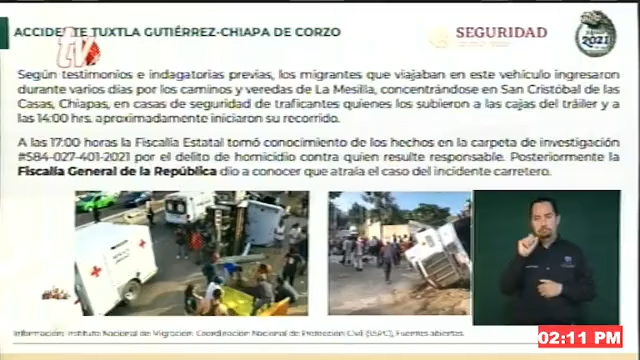 ACCIDENTE TUXTLA GUTIÉRREZ-CHIAPA DE CORZO
tv
SEGURIDAD
2021
Según testimonios e indagatorias previas, los migrantes que viajaban en este vehículo ingresaron
durante varios días por los caminos y veredas de La Mesilla, concentrándose en San Cristóbal de las
Casas, Chiapas, en casas de seguridad de traficantes quienes los subieron a las cajas del tráiler y a
las 14:00 hrs. aproximadamente iniciaron su recorrido.
A las 17:00 horas la Fiscalía Estatal tomó conocimiento de los hechos en la carpeta de investigación
#584-027-401-2021 por el delito de homicidio contra quien resulte responsable. Posteriormente la
Fiscalía General de la República dio a conocer que atraía el caso del incidente carretero.
Información: Instituto Nacional de Migración, Coordinación Nacional de Protección Civil (SSPC), Fuentes abiertas.
02:11 PM